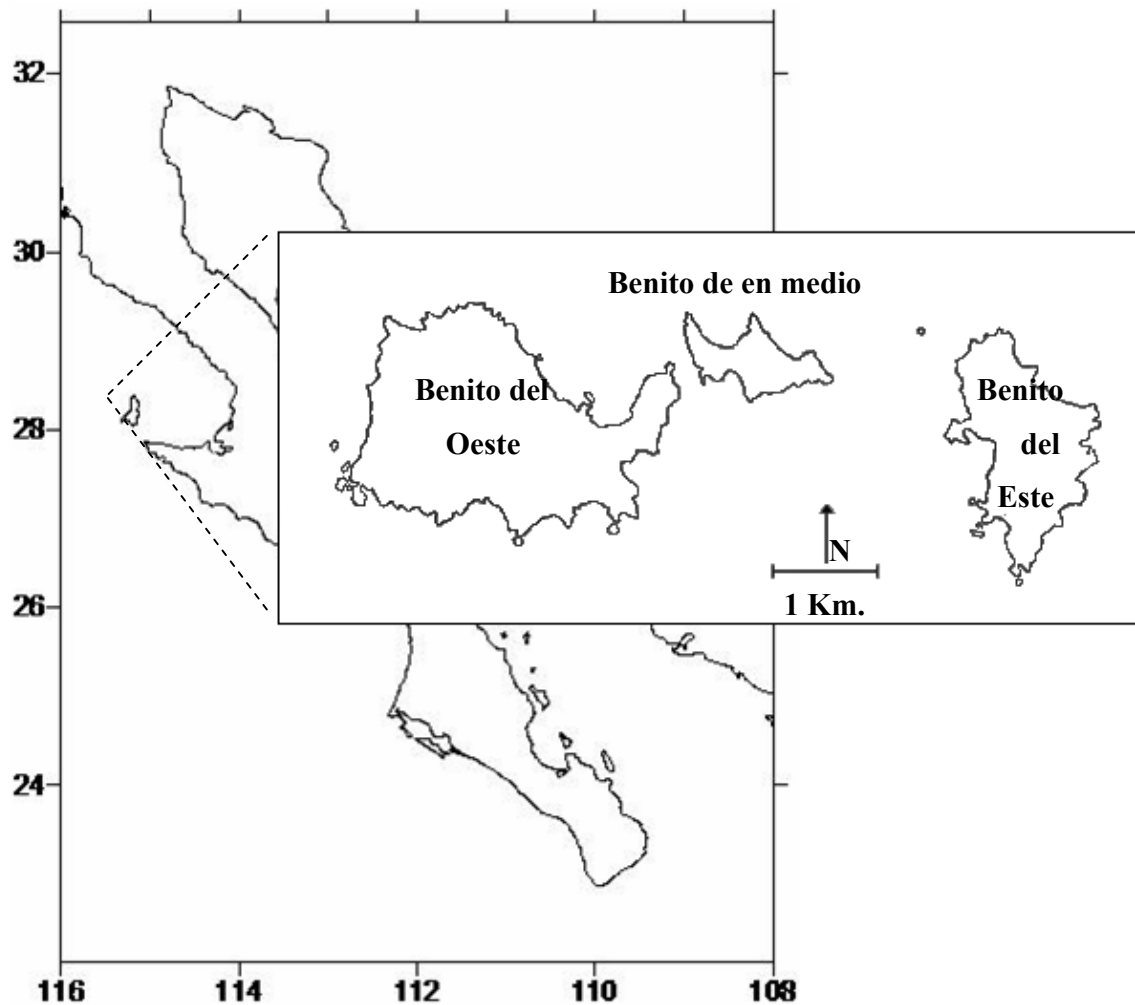 32
30
Benito de en medio
Benito del
Oeste
Benito
del
Este
28
N
26
1 Km.
24
116
114
112
110
108